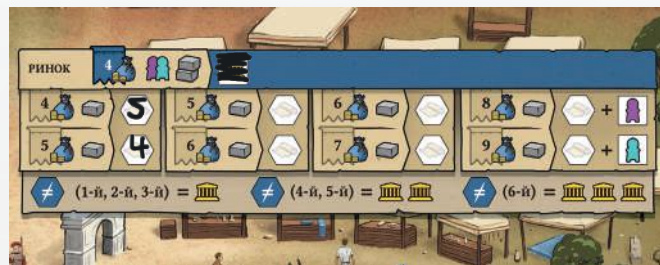 РИНОК 4
4 5 5 6 8 +
5 4 6 7 9 +
≠ (1-й, 2-й, 3-й) = ≠ (4-й, 5-й) = ≠ (6-й) =